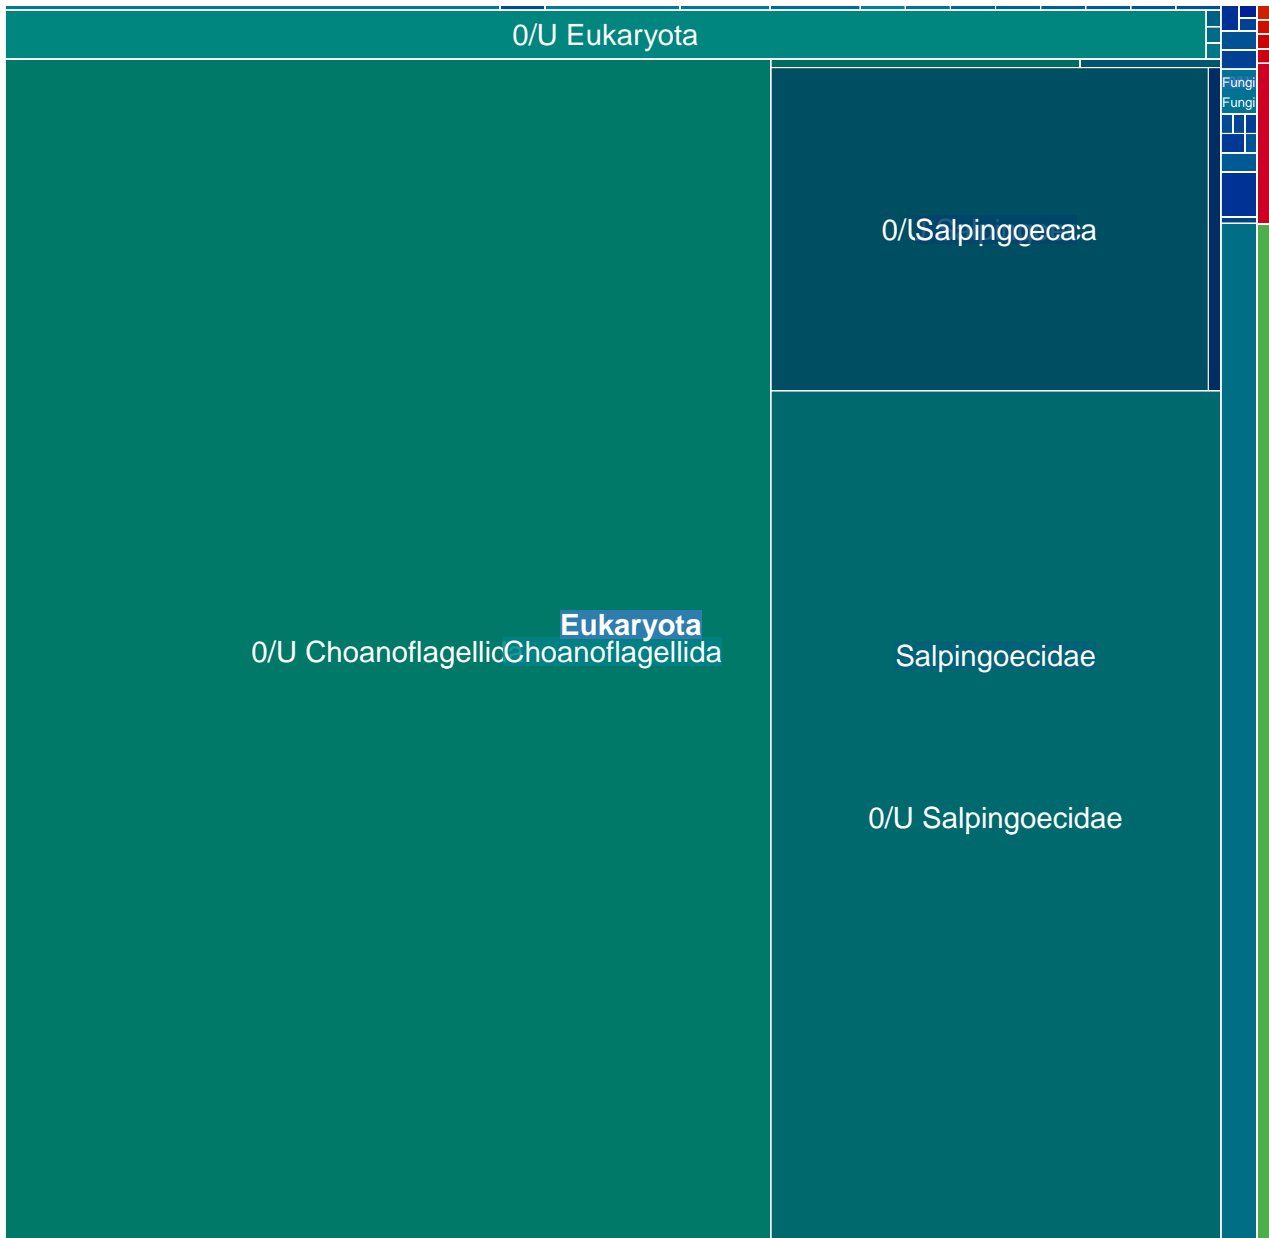 0/U Eukaryota
Fungi
Fungi
Salpingoeca
Eukaryota
0/U Choanoflagellic
Choanoflagellida
Salpingoecidae
0/U Salpingoecidae